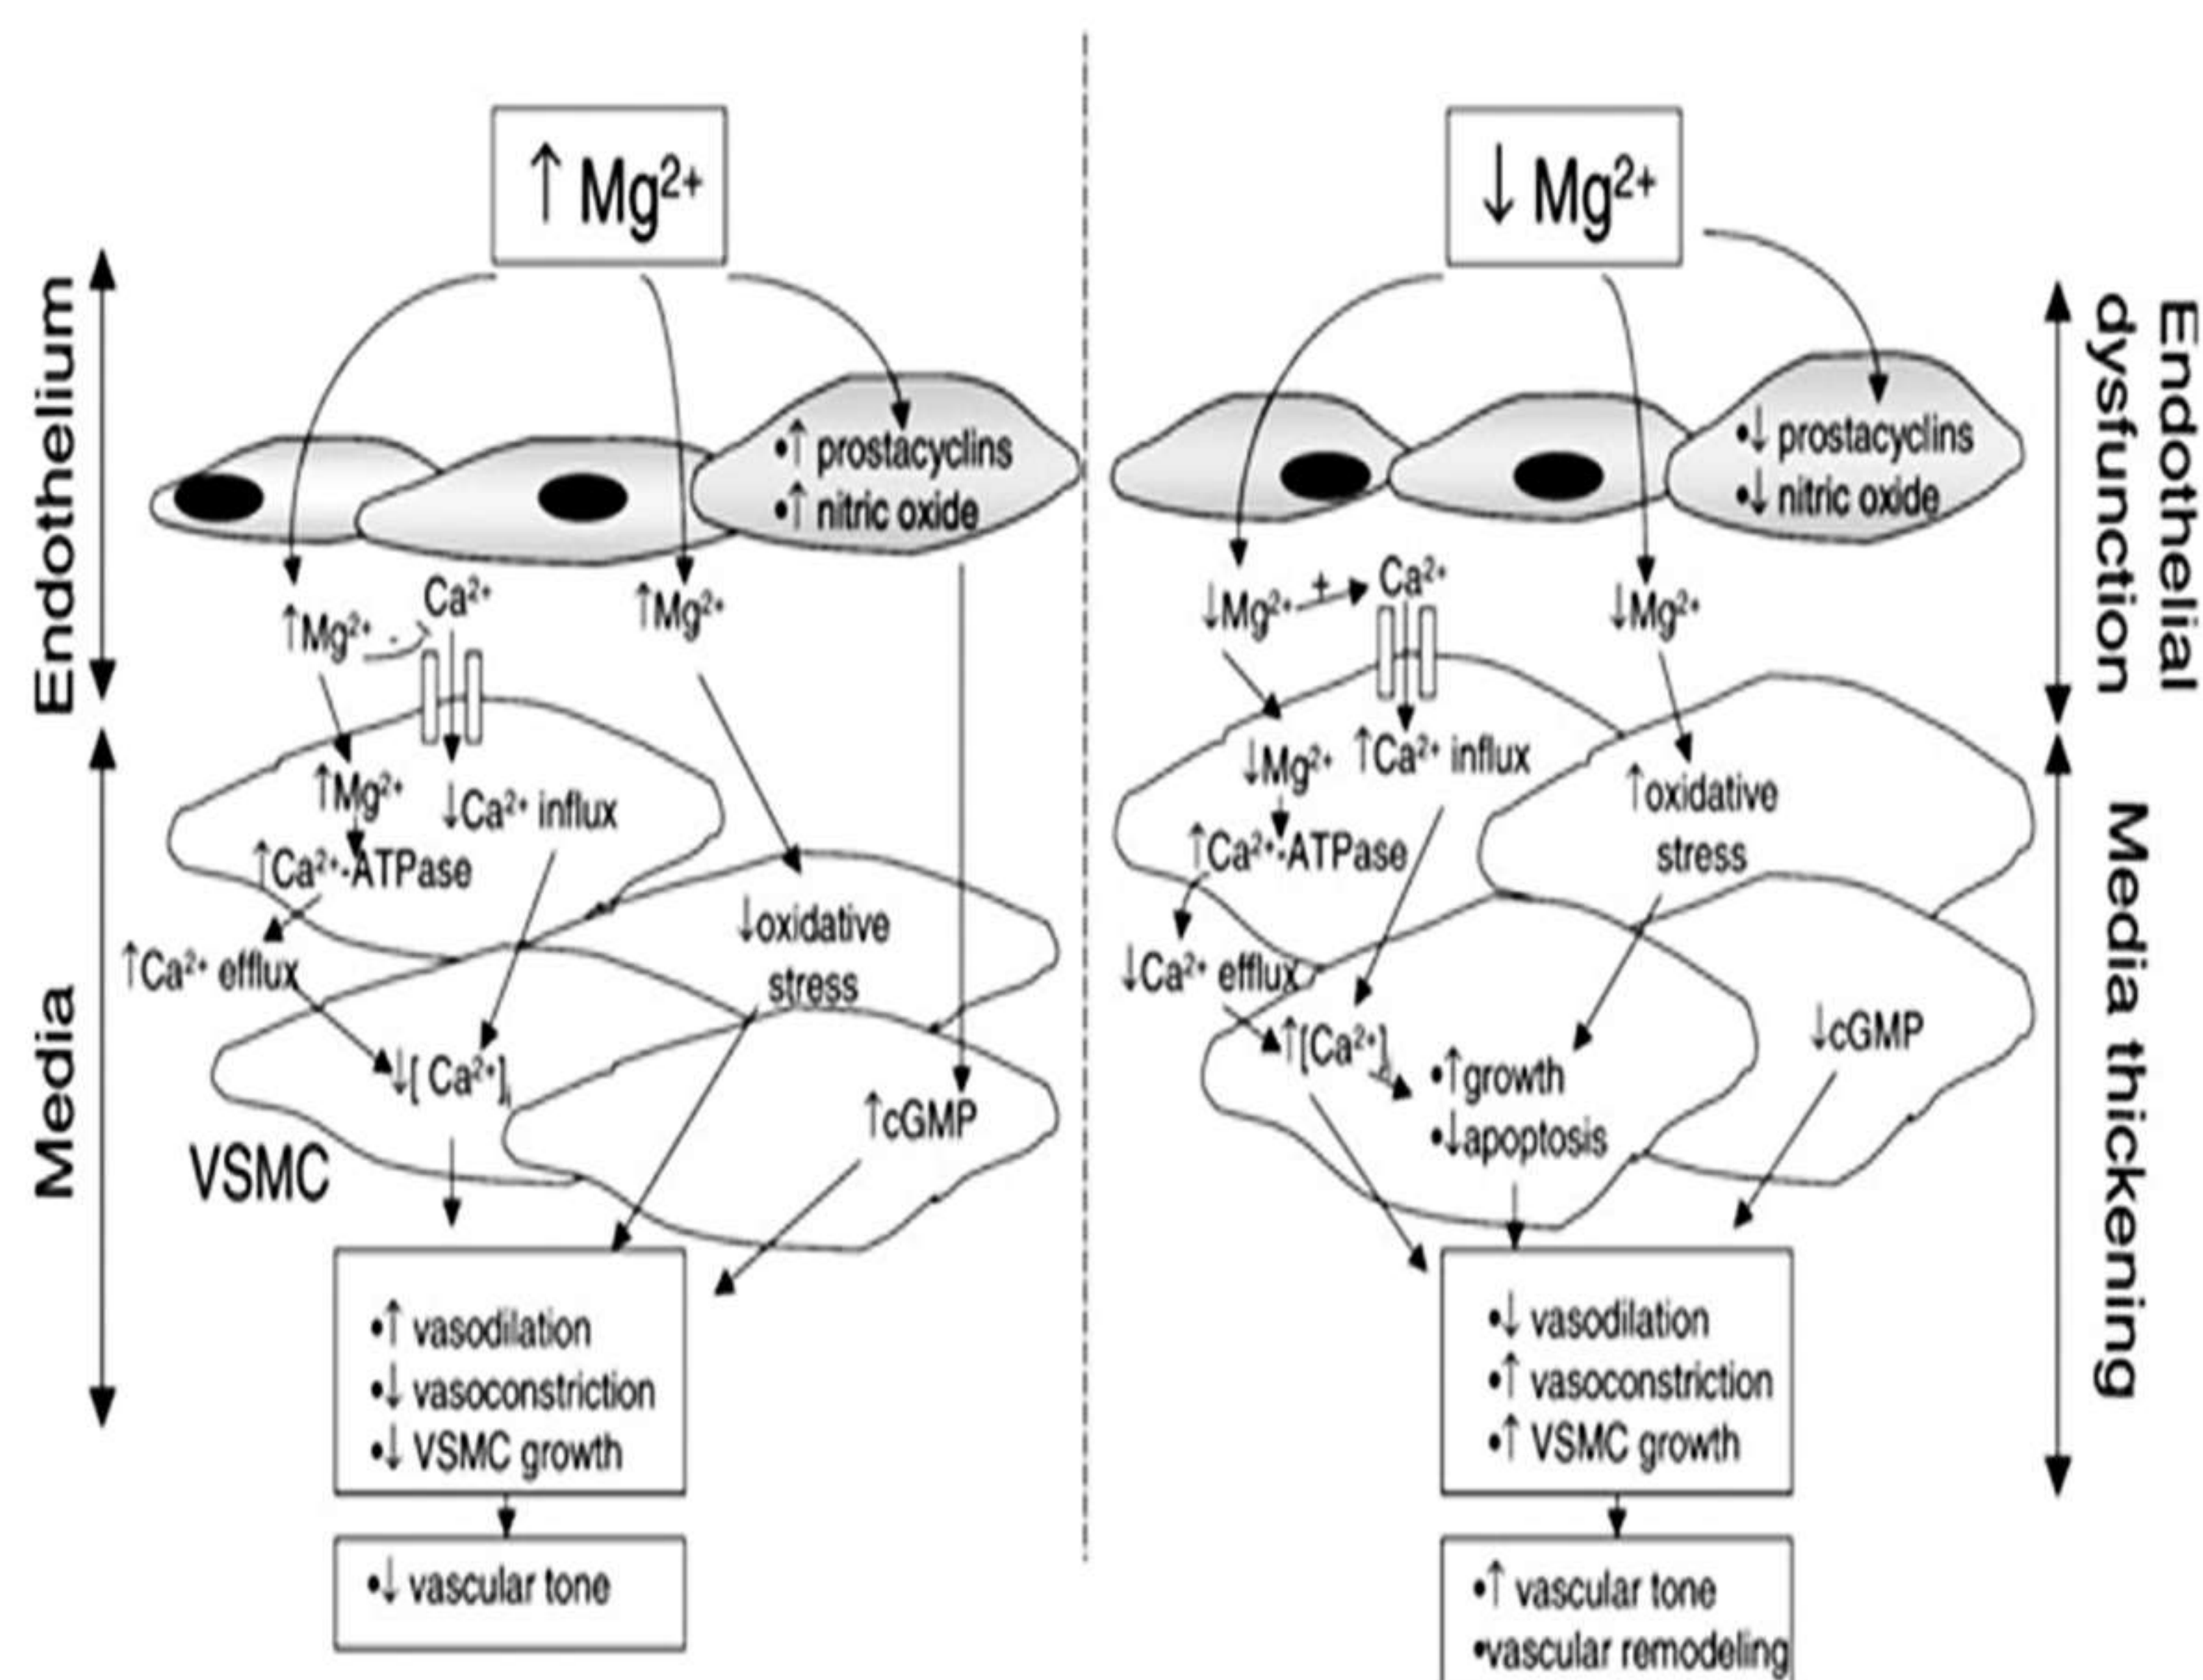 ↑ Mg²⁺
Endothelium
•↑ prostacyclins
•↑ nitric oxide
↑Mg²⁺
-
Ca²⁺
↑Mg²⁺
↑Mg²⁺
↓Ca²⁺ influx
↑Ca²⁺-ATPase
↑Ca²⁺ efflux
↓oxidative
stress
↓[ Ca²⁺]i
↑cGMP
VSMC
Media
•↑ vasodilation
•↓ vasoconstriction
•↓ VSMC growth
•↓ vascular tone
↓ Mg²⁺
Endothelial
dysfunction
•↓ prostacyclins
•↓ nitric oxide
↓Mg²⁺
+
Ca²⁺
↓Mg²⁺
↓Mg²⁺
↑Ca²⁺ influx
↑Ca²⁺-ATPase
↓Ca²⁺ efflux
↑oxidative
stress
↑[Ca²⁺]i
•↑growth
•↓apoptosis
↓cGMP
Media thickening
•↓ vasodilation
•↑ vasoconstriction
•↑ VSMC growth
•↑ vascular tone
•vascular remodeling